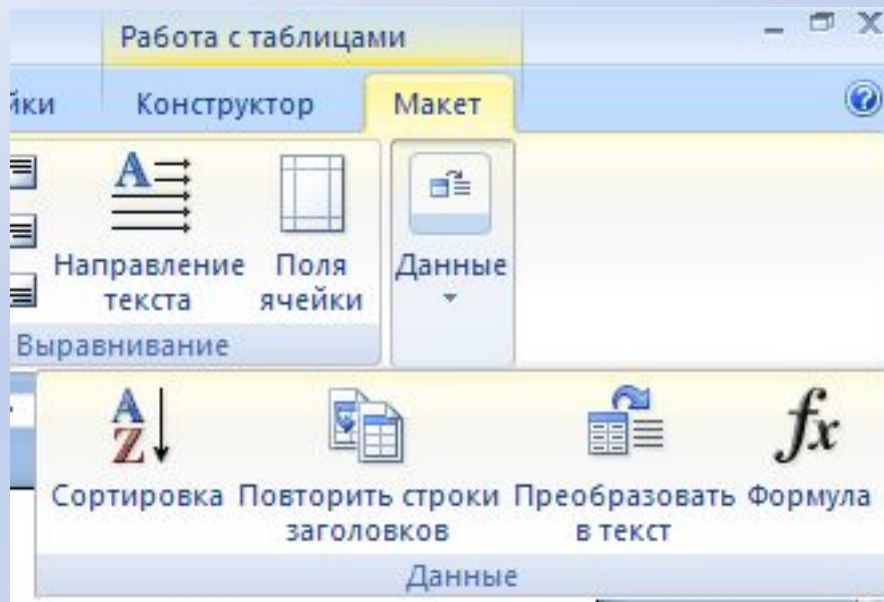 Работа с таблицами
йки Конструктор Макет
Направление
текста
Поля
ячейки
Данные
Выравнивание
Сортировка
Повторить строки
заголовков
Преобразовать
в текст
Формула
Данные